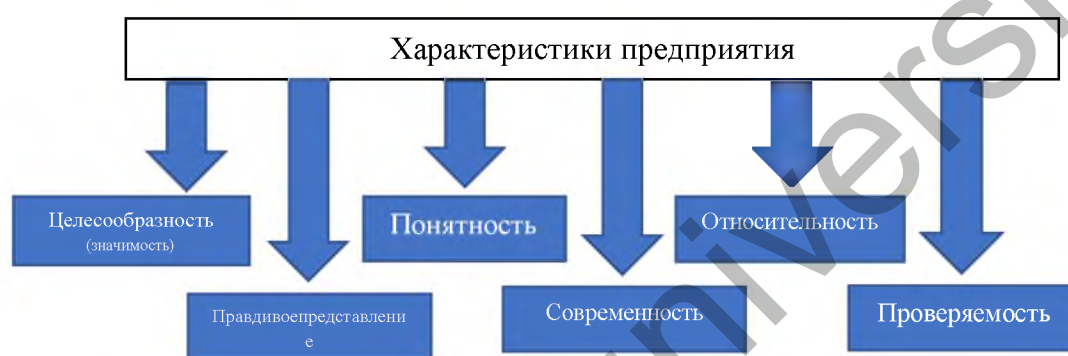 Характеристики предприятия
Целесообразность
(значимость)
Понятность
Относительность
Правдивоепредставлени
е
Современность
Проверяемость